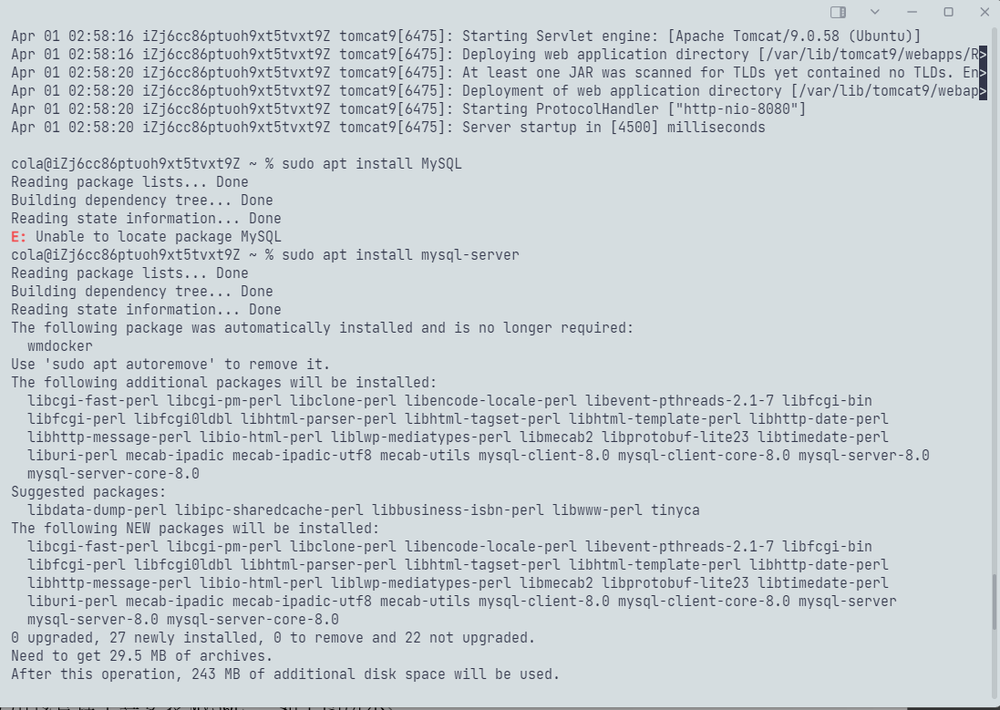 Apr 01 02:58:16 iZj6cc86ptuoh9xt5tvxt9Z tomcat9[6475]: Starting Servlet engine: [Apache Tomcat/9.0.58 (Ubuntu)]
Apr 01 02:58:16 iZj6cc86ptuoh9xt5tvxt9Z tomcat9[6475]: Deploying web application directory [/var/lib/tomcat9/webapps/R>
Apr 01 02:58:20 iZj6cc86ptuoh9xt5tvxt9Z tomcat9[6475]: At least one JAR was scanned for TLDs yet contained no TLDs. En>
Apr 01 02:58:20 iZj6cc86ptuoh9xt5tvxt9Z tomcat9[6475]: Deployment of web application directory [/var/lib/tomcat9/webap>
Apr 01 02:58:20 iZj6cc86ptuoh9xt5tvxt9Z tomcat9[6475]: Starting ProtocolHandler ["http-nio-8080"]
Apr 01 02:58:20 iZj6cc86ptuoh9xt5tvxt9Z tomcat9[6475]: Server startup in [4500] milliseconds
cola@iZj6cc86ptuoh9xt5tvxt9Z ~ % sudo apt install MySQL
Reading package lists... Done
Building dependency tree... Done
Reading state information... Done
E: Unable to locate package MySQL
cola@iZj6cc86ptuoh9xt5tvxt9Z ~ % sudo apt install mysql-server
Reading package lists... Done
Building dependency tree... Done
Reading state information... Done
The following package was automatically installed and is no longer required:
  wmdocker
Use 'sudo apt autoremove' to remove it.
The following additional packages will be installed:
  libcgi-fast-perl libcgi-pm-perl libclone-perl libencode-locale-perl libevent-pthreads-2.1-7 libfcgi-bin
  libfcgi-perl libfcgi0ldbl libhtml-parser-perl libhtml-tagset-perl libhtml-template-perl libhttp-date-perl
  libhttp-message-perl libio-html-perl liblwp-mediatypes-perl libmecab2 libprotobuf-lite23 libtimedate-perl
  liburi-perl mecab-ipadic mecab-ipadic-utf8 mecab-utils mysql-client-8.0 mysql-client-core-8.0 mysql-server-8.0
  mysql-server-core-8.0
Suggested packages:
  libdata-dump-perl libipc-sharedcache-perl libbusiness-isbn-perl libwww-perl tinyca
The following NEW packages will be installed:
  libcgi-fast-perl libcgi-pm-perl libclone-perl libencode-locale-perl libevent-pthreads-2.1-7 libfcgi-bin
  libfcgi-perl libfcgi0ldbl libhtml-parser-perl libhtml-tagset-perl libhtml-template-perl libhttp-date-perl
  libhttp-message-perl libio-html-perl liblwp-mediatypes-perl libmecab2 libprotobuf-lite23 libtimedate-perl
  liburi-perl mecab-ipadic mecab-ipadic-utf8 mecab-utils mysql-client-8.0 mysql-client-core-8.0 mysql-server
  mysql-server-8.0 mysql-server-core-8.0
0 upgraded, 27 newly installed, 0 to remove and 22 not upgraded.
Need to get 29.5 MB of archives.
After this operation, 243 MB of additional disk space will be used.